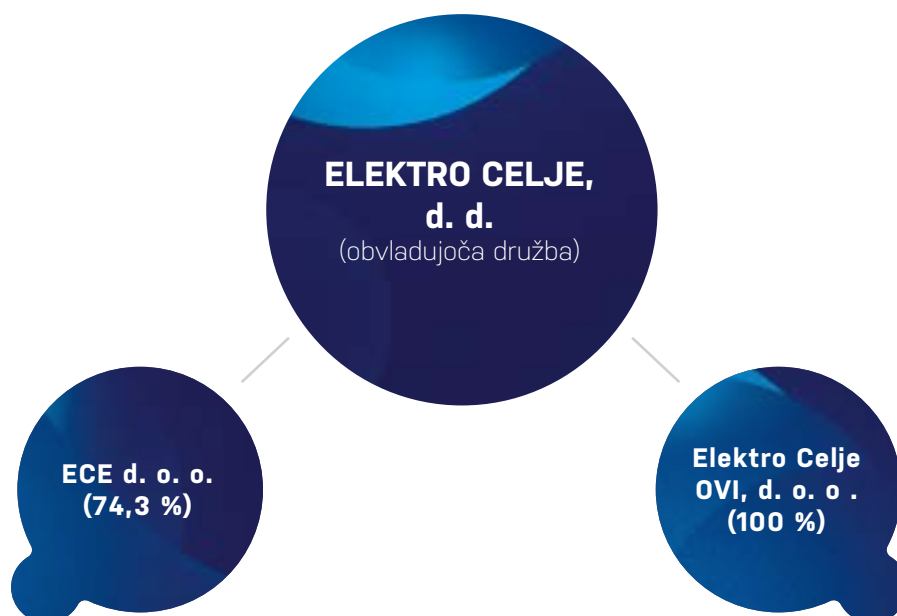 ELEKTRO CELJE,
d. d.
(obvladujoča družba)
ECE d. o. o.
(74,3 %)
Elektro Celje
OVI, d. o. o .
(100 %)